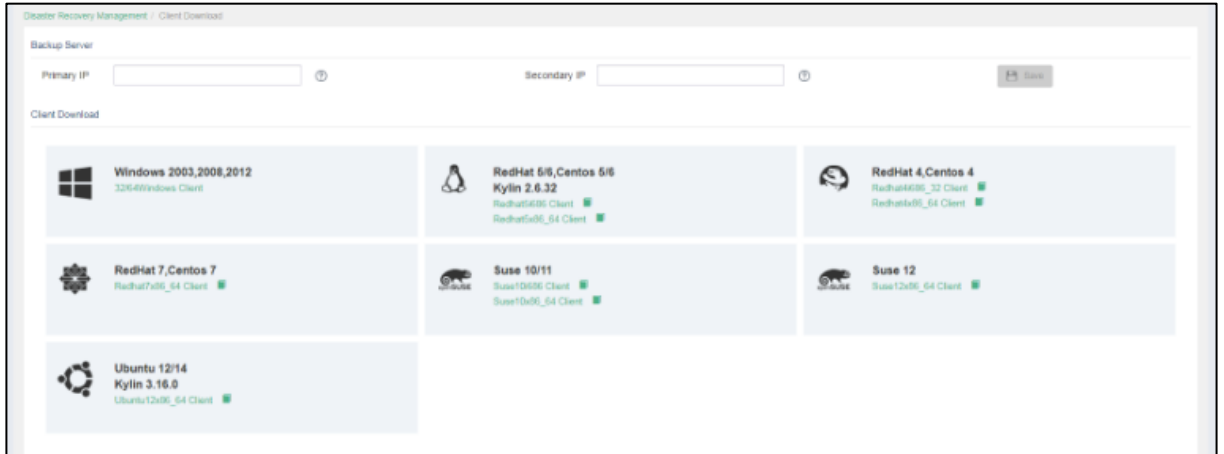 Disaster Recovery Management / Client Download
Backup Server
Primary IP
Secondary IP
Save
Client Download
Windows 2003,2008,2012
32/64Windows Client
RedHat 5/6,Centos 5/6
Kylin 2.6.32
Redhat5i686 Client
Redhat5x86_64 Client
RedHat 4,Centos 4
Redhat4i686_32 Client
Redhat4x86_64 Client
RedHat 7,Centos 7
Redhat7x86_64 Client
Suse 10/11
Suse10i686 Client
Suse10x86_64 Client
Suse 12
Suse12x86_64 Client
Ubuntu 12/14
Kylin 3.16.0
Ubuntu12x86_64 Client